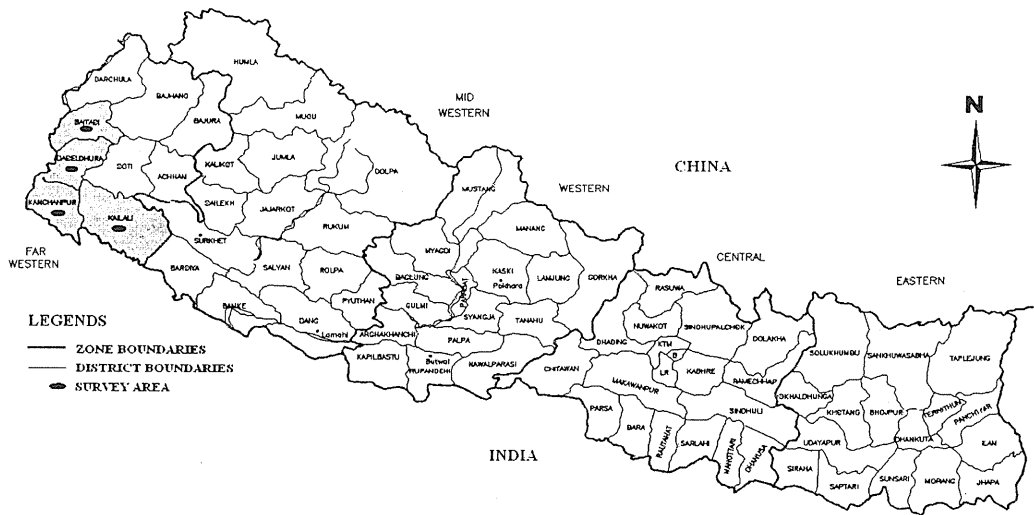 HUMLA
DARCHULA
BAJHANG
MID
WESTERN
N
BAJURA
MUGU
BAITADI
DADELDHURA
DOTI
ACHHAM
KALIKOT
JUMLA
DOLPA
CHINA
MUSTANG
WESTERN
KANCHANPUR
KAILALI
DAILEKH
JAJARKOT
RUKUM
MANANG
SURKHET
FAR
WESTERN
MYAGDI
KASKI
Pokhara
LAMJUNG
GORKHA
CENTRAL
EASTERN
BARDIYA
SALYAN
ROLPA
BAGLUNG
PARBAT
RASUWA
BANKE
DANG
PYUTHAN
GULMI
SYANGJA
TANAHU
NUWAKOT
SINDHUPALCHOK
LEGENDS
Lamahi
ARGHAKHANCHI
PALPA
DHADING
KTM
B
DOLAKHA
SOLUKHUMBU
SANKHUWASABHA
TAPLEJUNG
ZONE BOUNDARIES
DISTRICT BOUNDARIES
SURVEY AREA
KAPILBASTU
Butwal
RUPANDEHI
NAWALPARASI
CHITAWAN
LR
KABHRE
RAMECHHAP
MAKAWANPUR
OKHALDHUNGA
KHOTANG
BHOJPUR
PANCHTAR
PARSA
BARA
RAUTAHAT
SARLAHI
SINDHULI
MAHOTTARI
DHANUSA
UDAYAPUR
DHANKUTA
ILAM
INDIA
SIRAHA
SAPTARI
SUNSARI
MORANG
JHAPA